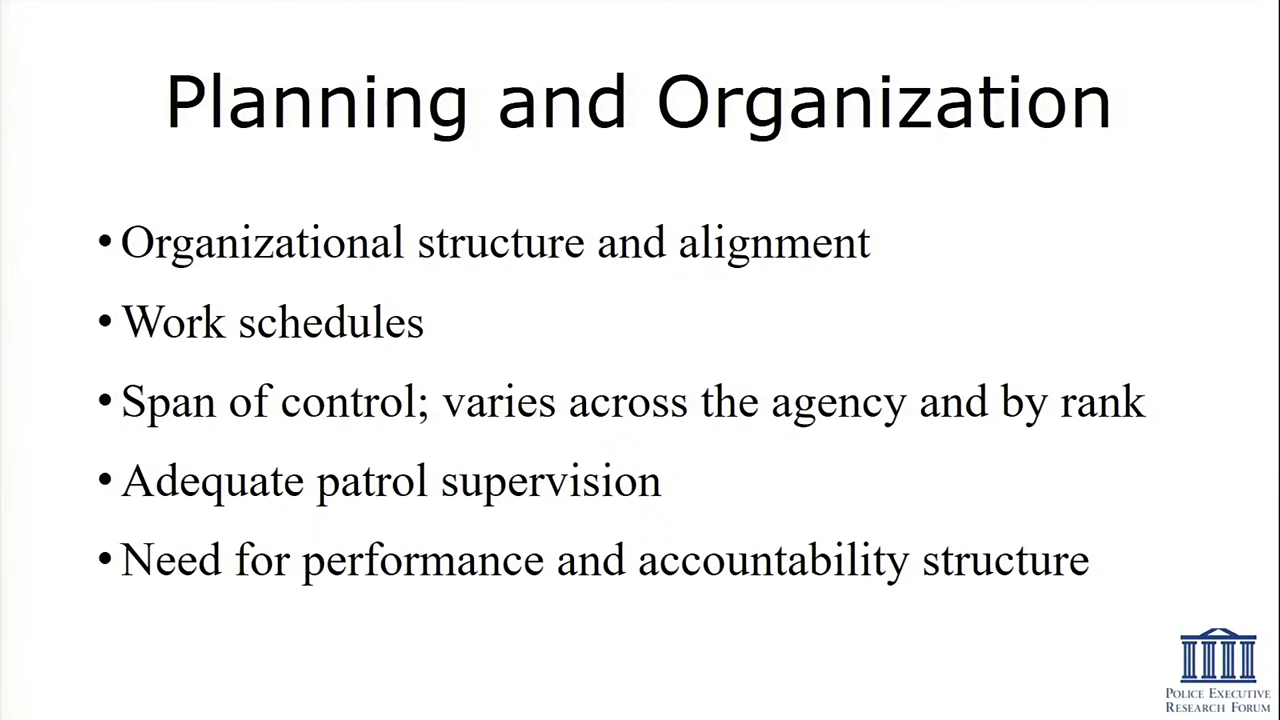 Planning and Organization
• Organizational structure and alignment
• Work schedules
• Span of control; varies across the agency and by rank
• Adequate patrol supervision
• Need for performance and accountability structure
POLICE EXECUTIVE
RESEARCH FORUM